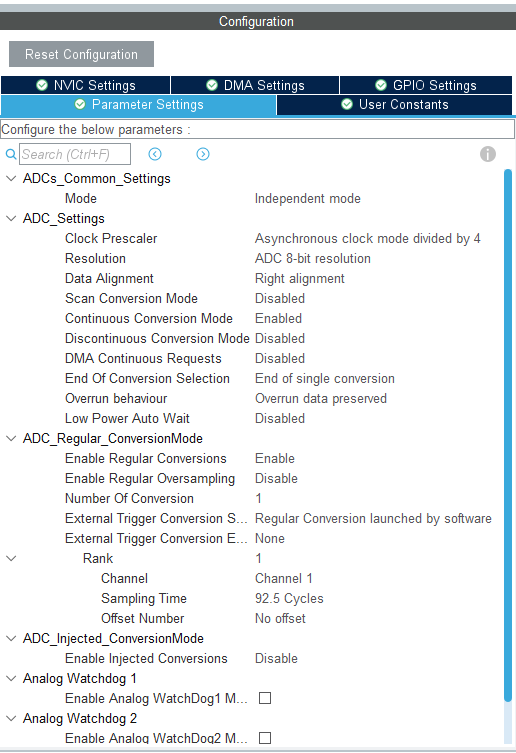 Configuration
Reset Configuration
NVIC Settings DMA Settings GPIO Settings
Parameter Settings User Constants
Configure the below parameters :
Search (Ctrl+F)
ADCs_Common_Settings
Mode Independent mode
ADC_Settings
Clock Prescaler Asynchronous clock mode divided by 4
Resolution ADC 8-bit resolution
Data Alignment Right alignment
Scan Conversion Mode Disabled
Continuous Conversion Mode Enabled
Discontinuous Conversion Mode Disabled
DMA Continuous Requests Disabled
End Of Conversion Selection End of single conversion
Overrun behaviour Overrun data preserved
Low Power Auto Wait Disabled
ADC_Regular_ConversionMode
Enable Regular Conversions Enable
Enable Regular Oversampling Disable
Number Of Conversion 1
External Trigger Conversion S... Regular Conversion launched by software
External Trigger Conversion E... None
Rank 1
Channel Channel 1
Sampling Time 92.5 Cycles
Offset Number No offset
ADC_Injected_ConversionMode
Enable Injected Conversions Disable
Analog Watchdog 1
Enable Analog WatchDog1 M...
Analog Watchdog 2
Enable Analog WatchDog2 M...